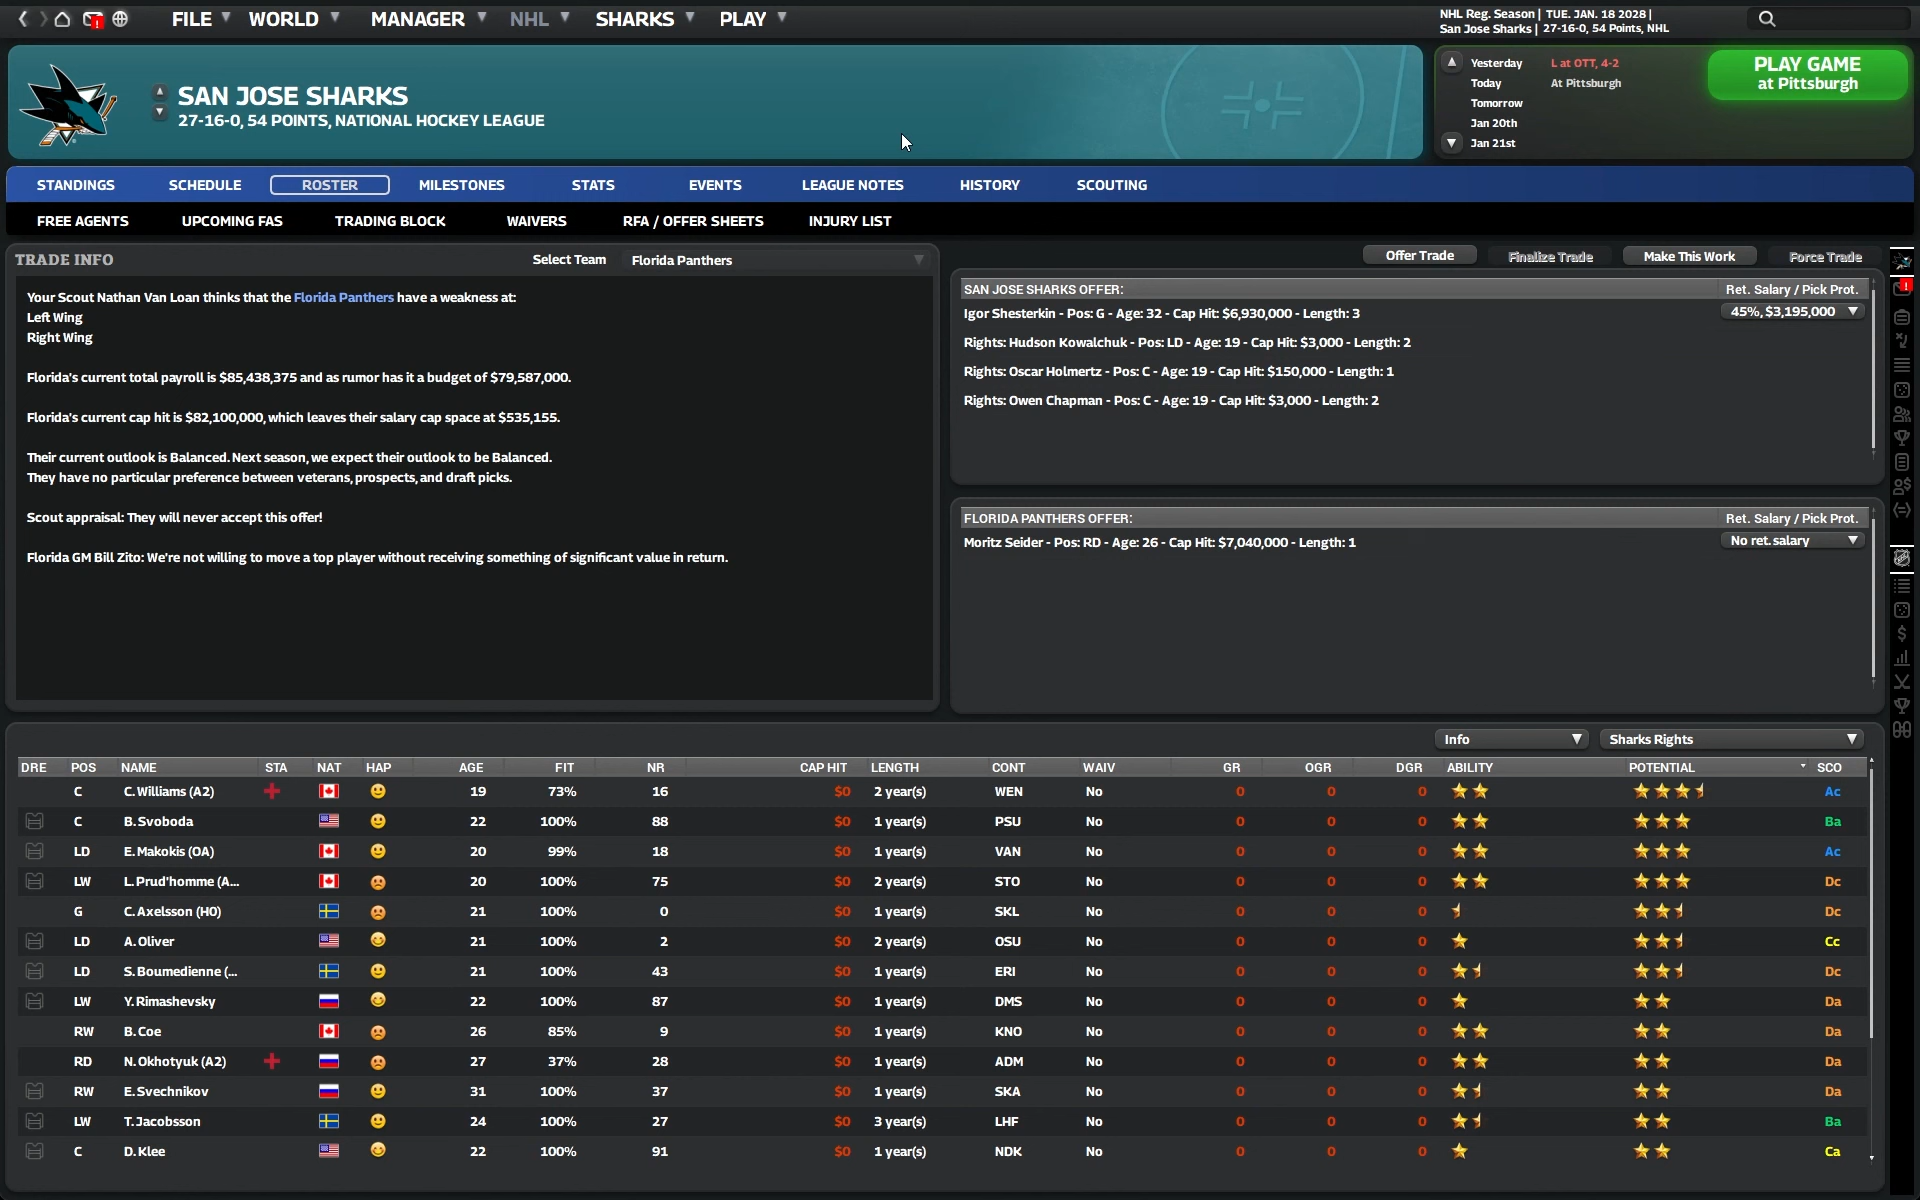 FILE WORLD MANAGER NHL SHARKS PLAY
NHL Reg. Season | TUE. JAN. 18 2028 |
San Jose Sharks | 27-16-0, 54 Points, NHL
SAN JOSE SHARKS
27-16-0, 54 POINTS, NATIONAL HOCKEY LEAGUE
Yesterday L at OTT, 4-2
Today At Pittsburgh
Tomorrow
Jan 20th
Jan 21st
PLAY GAME
at Pittsburgh
STANDINGS SCHEDULE ROSTER MILESTONES STATS EVENTS LEAGUE NOTES HISTORY SCOUTING
FREE AGENTS UPCOMING FAS TRADING BLOCK WAIVERS RFA / OFFER SHEETS INJURY LIST
TRADE INFO Select Team Florida Panthers
Your Scout Nathan Van Loan thinks that the Florida Panthers have a weakness at:
Left Wing
Right Wing
Florida's current total payroll is $85,438,375 and as rumor has it a budget of $79,587,000.
Florida's current cap hit is $82,100,000, which leaves their salary cap space at $535,155.
Their current outlook is Balanced. Next season, we expect their outlook to be Balanced.
They have no particular preference between veterans, prospects, and draft picks.
Scout appraisal: They will never accept this offer!
Florida GM Bill Zito: We're not willing to move a top player without receiving something of significant value in return.
Offer Trade Finalize Trade Make This Work Force Trade
SAN JOSE SHARKS OFFER: Ret. Salary / Pick Prot.
Igor Shesterkin - Pos: G - Age: 32 - Cap Hit: $6,930,000 - Length: 3 45%, $3,195,000
Rights: Hudson Kowalchuk - Pos: LD - Age: 19 - Cap Hit: $3,000 - Length: 2
Rights: Oscar Holmertz - Pos: C - Age: 19 - Cap Hit: $150,000 - Length: 1
Rights: Owen Chapman - Pos: C - Age: 19 - Cap Hit: $3,000 - Length: 2
FLORIDA PANTHERS OFFER: Ret. Salary / Pick Prot.
Moritz Seider - Pos: RD - Age: 26 - Cap Hit: $7,040,000 - Length: 1 No ret. salary
Info Sharks Rights
DRE POS NAME STA NAT HAP AGE FIT NR CAP HIT LENGTH CONT WAIV GR OGR DGR ABILITY POTENTIAL SCO
C C. Williams (A2) 19 73% 16 $0 2 year(s) WEN No 0 0 0 Ac
C B. Svoboda 22 100% 88 $0 1 year(s) PSU No 0 0 0 Ba
LD E. Makokis (OA) 20 99% 18 $0 1 year(s) VAN No 0 0 0 Ac
LW L. Prud'homme (A... 20 100% 75 $0 2 year(s) STO No 0 0 0 Dc
G C. Axelsson (H0) 21 100% 0 $0 1 year(s) SKL No 0 0 0 Dc
LD A. Oliver 21 100% 2 $0 2 year(s) OSU No 0 0 0 Cc
LD S. Boumedienne (... 21 100% 43 $0 1 year(s) ERI No 0 0 0 Dc
LW Y. Rimashevsky 22 100% 87 $0 1 year(s) DMS No 0 0 0 Da
RW B. Coe 26 85% 9 $0 1 year(s) KNO No 0 0 0 Da
RD N. Okhotyuk (A2) 27 37% 28 $0 1 year(s) ADM No 0 0 0 Da
RW E. Svechnikov 31 100% 37 $0 1 year(s) SKA No 0 0 0 Da
LW T. Jacobsson 24 100% 27 $0 3 year(s) LHF No 0 0 0 Ba
C D. Klee 22 100% 91 $0 1 year(s) NDK No 0 0 0 Ca